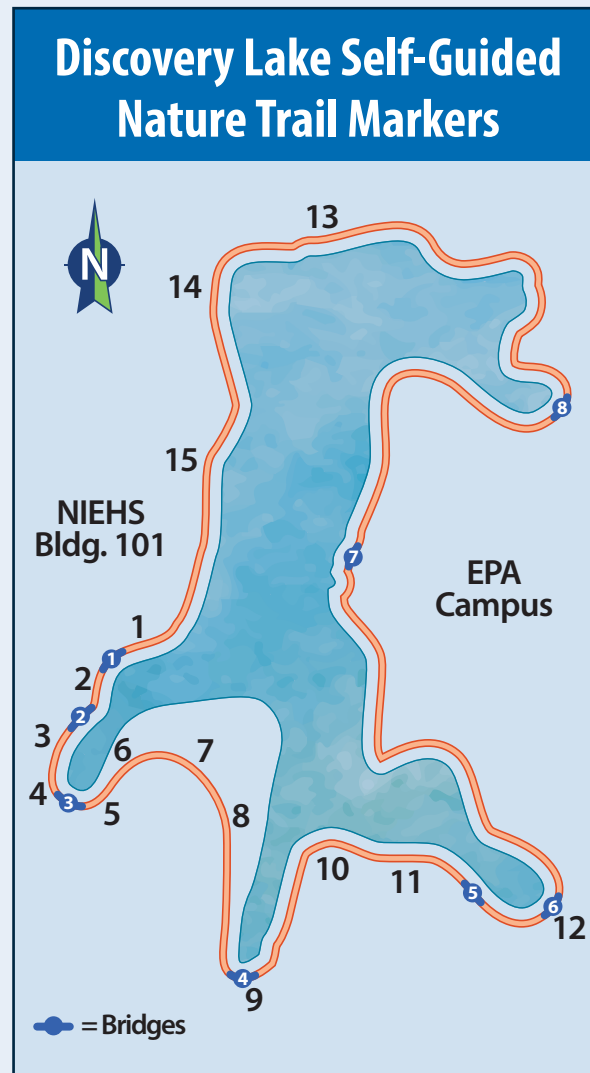 Discovery Lake Self-Guided
Nature Trail Markers
N
13
14
8
15
NIEHS
Bldg. 101
7
EPA
Campus
1
1
2
2
3
6
7
4
3
5
8
10
11
5
6
12
4
9
= Bridges